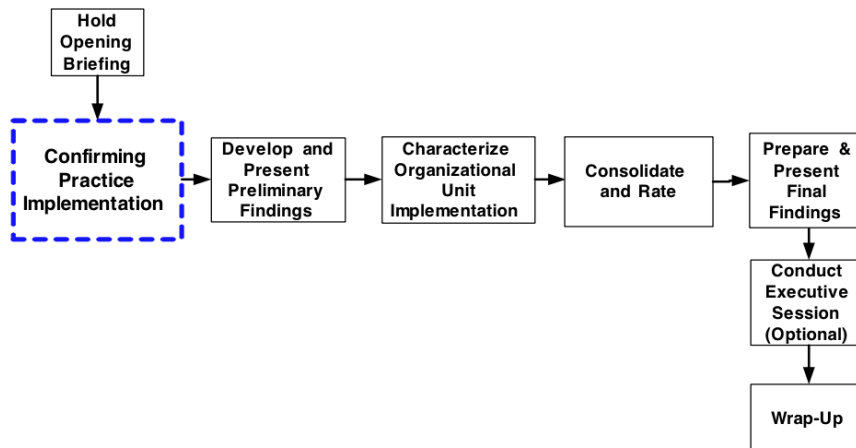 Hold
Opening
Briefing
Confirming
Practice
Implementation
Develop and
Present
Preliminary
Findings
Characterize
Organizational
Unit
Implementation
Consolidate
and Rate
Prepare &
Present
Final
Findings
Conduct
Executive
Session
(Optional)
Wrap-Up